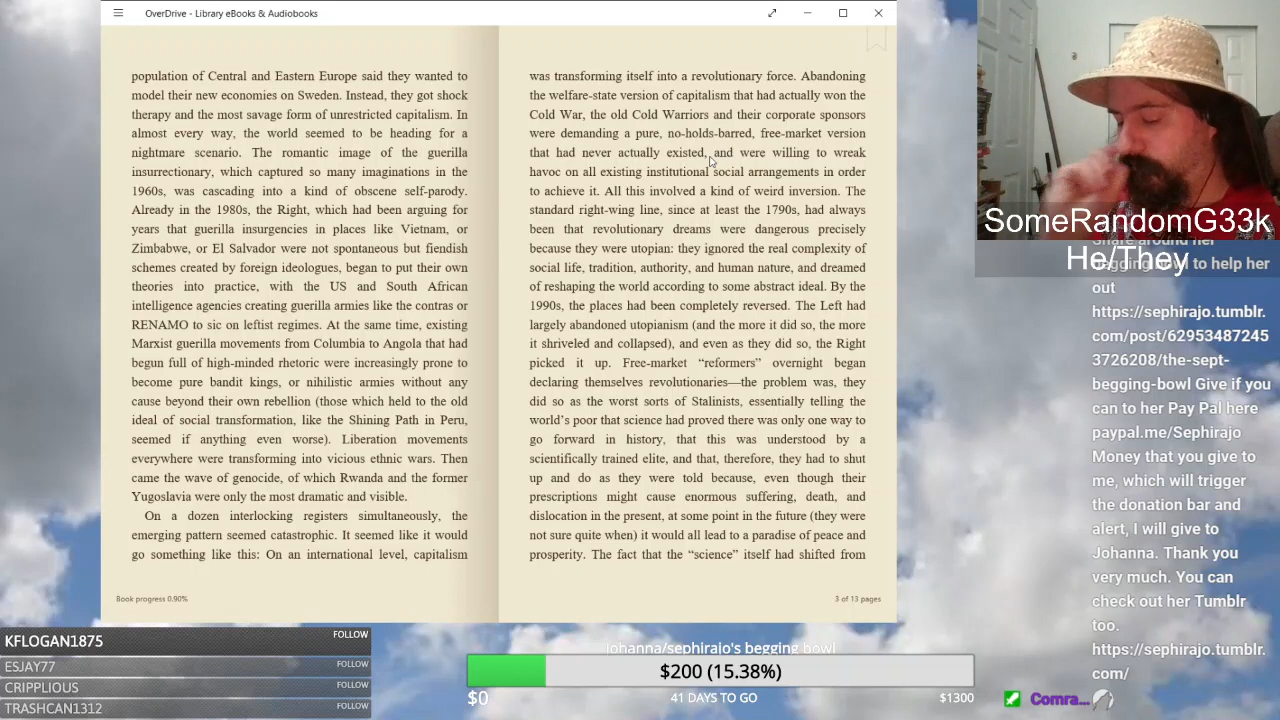 OverDrive - Library eBooks & Audiobooks
population of Central and Eastern Europe said they wanted to
model their new economies on Sweden. Instead, they got shock
therapy and the most savage form of unrestricted capitalism. In
almost every way, the world seemed to be heading for a
nightmare scenario. The romantic image of the guerilla
insurrectionary, which captured so many imaginations in the
1960s, was cascading into a kind of obscene self-parody.
Already in the 1980s, the Right, which had been arguing for
years that guerilla insurgencies in places like Vietnam, or
Zimbabwe, or El Salvador were not spontaneous but fiendish
schemes created by foreign ideologues, began to put their own
theories into practice, with the US and South African
intelligence agencies creating guerilla armies like the contras or
RENAMO to sic on leftist regimes. At the same time, existing
Marxist guerilla movements from Columbia to Angola that had
begun full of high-minded rhetoric were increasingly prone to
become pure bandit kings, or nihilistic armies without any
cause beyond their own rebellion (those which held to the old
ideal of social transformation, like the Shining Path in Peru,
seemed if anything even worse). Liberation movements
everywhere were transforming into vicious ethnic wars. Then
came the wave of genocide, of which Rwanda and the former
Yugoslavia were only the most dramatic and visible.
On a dozen interlocking registers simultaneously, the
emerging pattern seemed catastrophic. It seemed like it would
go something like this: On an international level, capitalism
Book progress 0.90%
was transforming itself into a revolutionary force. Abandoning
the welfare-state version of capitalism that had actually won the
Cold War, the old Cold Warriors and their corporate sponsors
were demanding a pure, no-holds-barred, free-market version
that had never actually existed, and were willing to wreak
havoc on all existing institutional social arrangements in order
to achieve it. All this involved a kind of weird inversion. The
standard right-wing line, since at least the 1790s, had always
been that revolutionary dreams were dangerous precisely
because they were utopian: they ignored the real complexity of
social life, tradition, authority, and human nature, and dreamed
of reshaping the world according to some abstract ideal. By the
1990s, the places had been completely reversed. The Left had
largely abandoned utopianism (and the more it did so, the more
it shriveled and collapsed), and even as they did so, the Right
picked it up. Free-market “reformers” overnight began
declaring themselves revolutionaries—the problem was, they
did so as the worst sorts of Stalinists, essentially telling the
world’s poor that science had proved there was only one way to
go forward in history, that this was understood by a
scientifically trained elite, and that, therefore, they had to shut
up and do as they were told because, even though their
prescriptions might cause enormous suffering, death, and
dislocation in the present, at some point in the future (they were
not sure quite when) it would all lead to a paradise of peace and
prosperity. The fact that the “science” itself had shifted from
3 of 13 pages
SomeRandomG33k
He/They
Share around her
begging bowl to help her
out
https://sephirajo.tumblr.
com/post/62953487245
3726208/the-sept-
begging-bowl Give if you
can to her Pay Pal here
paypal.me/Sephirajo
Money that you give to
me, which will trigger
the donation bar and
alert, I will give to
Johanna. Thank you
very much. You can
check out her Tumblr
too.
https://sephirajo.tumblr.
com/
KFLOGAN1875 FOLLOW
ESJAY77 FOLLOW
CRIPPLIOUS FOLLOW
TRASHCAN1312 FOLLOW
Johanna/sephirajo's begging bowl
$200 (15.38%)
$0 41 DAYS TO GO $1300
Comra...